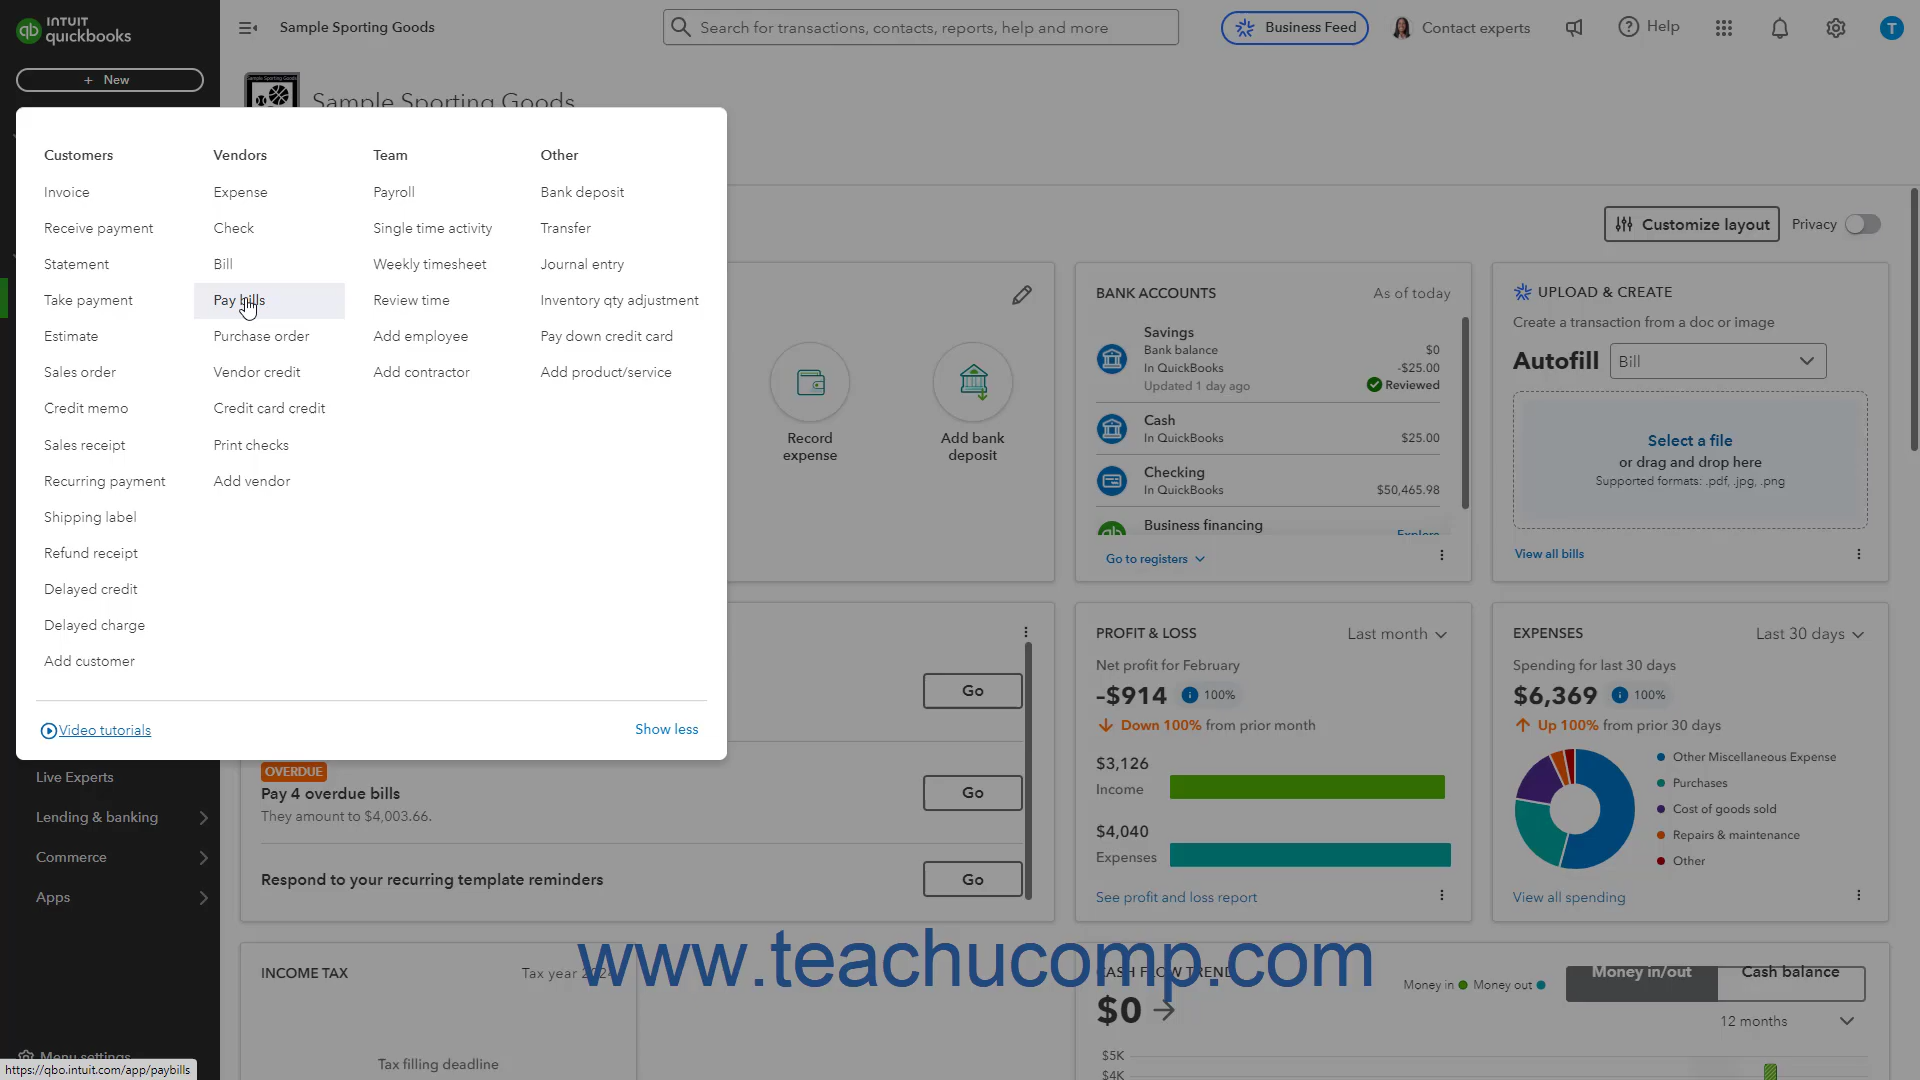 INTUIT
quickbooks
Sample Sporting Goods
Search for transactions, contacts, reports, help and more
Business Feed
Contact experts
Help
T
+ New
Sample Sporting Goods
Customers
Invoice
Receive payment
Statement
Take payment
Estimate
Sales order
Credit memo
Sales receipt
Recurring payment
Shipping label
Refund receipt
Delayed credit
Delayed charge
Add customer
Vendors
Expense
Check
Bill
Pay bills
Purchase order
Vendor credit
Credit card credit
Print checks
Add vendor
Team
Payroll
Single time activity
Weekly timesheet
Review time
Add employee
Add contractor
Other
Bank deposit
Transfer
Journal entry
Inventory qty adjustment
Pay down credit card
Add product/service
Video tutorials
Show less
Live Experts
Lending & banking
Commerce
Apps
Menu settings
https://qbo.intuit.com/app/paybills
Customize layout
Privacy
Record
expense
Add bank
deposit
BANK ACCOUNTS
As of today
Savings
Bank balance $0
In QuickBooks -$25.00
Updated 1 day ago Reviewed
Cash
In QuickBooks $25.00
Checking
In QuickBooks $50,465.98
Business financing
Explore
Go to registers
UPLOAD & CREATE
Create a transaction from a doc or image
Autofill Bill
Select a file
or drag and drop here
Supported formats: .pdf, .jpg, .png
View all bills
Go
OVERDUE
Pay 4 overdue bills
They amount to $4,003.66.
Go
Respond to your recurring template reminders
Go
PROFIT & LOSS
Last month
Net profit for February
-$914 100%
Down 100% from prior month
$3,126
Income
$4,040
Expenses
See profit and loss report
EXPENSES
Last 30 days
Spending for last 30 days
$6,369 100%
Up 100% from prior 30 days
Other Miscellaneous Expense
Purchases
Cost of goods sold
Repairs & maintenance
Other
View all spending
INCOME TAX
Tax year 2024
Tax filling deadline
www.teachucomp.com
CASH FLOW TREND
$0
Money in Money out
Money in/out
Cash balance
12 months
$5K
$4K